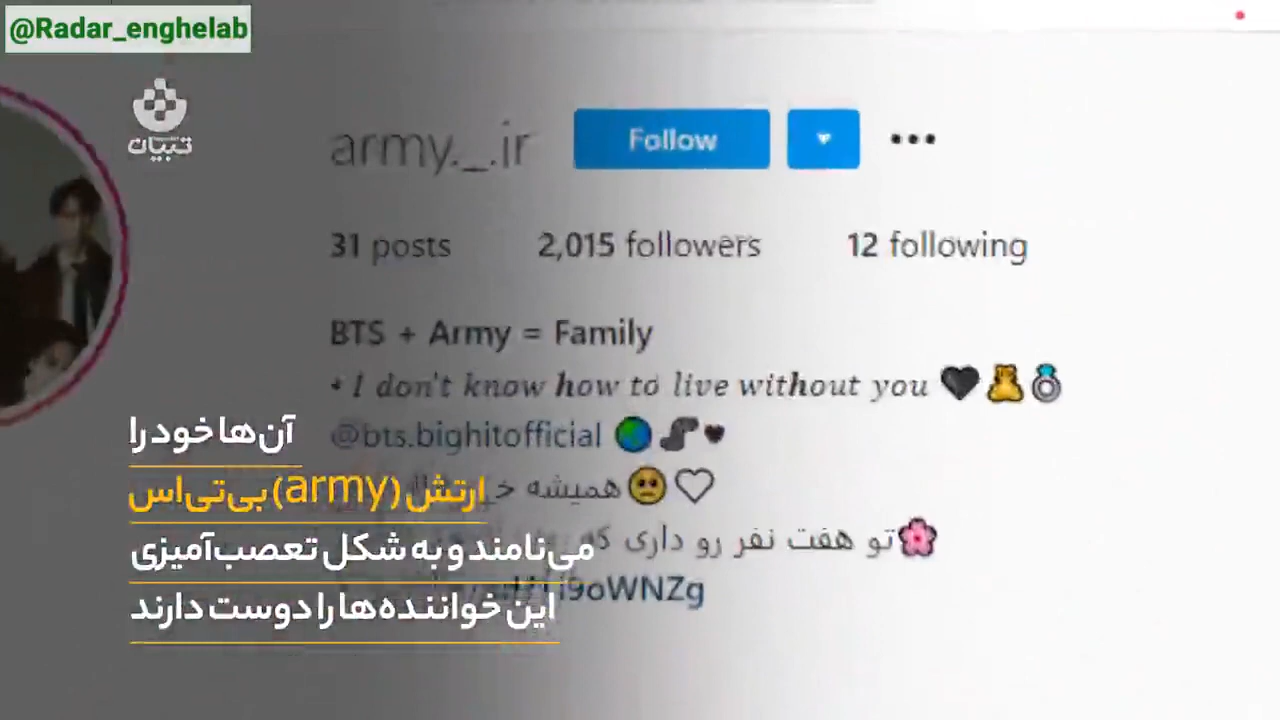 @Radar_enghelab
تبیان
army._.ir
Follow
31 posts 2,015 followers 12 following
BTS + Army = Family
• I don't know how to live without you 🖤🧸💍
@bts.bighitofficial
همیشه
تو هفت نفر رو داری که
آن‌ها خود را
ارتش (army) بی‌تی‌اس
می‌نامند و به شکل تعصب‌آمیزی
این خواننده‌ها را دوست دارند